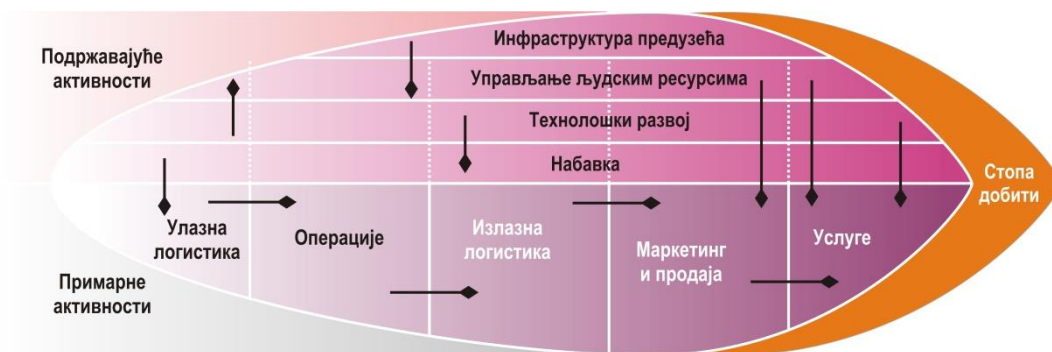 Подржавајуће
активности
Инфраструктура предузећа
Управљање људским ресурсима
Технолошки развој
Набавка
Стопа
добити
Улазна
логистика
Операције
Излазна
логистика
Маркетинг
и продаја
Услуге
Примарне
активности